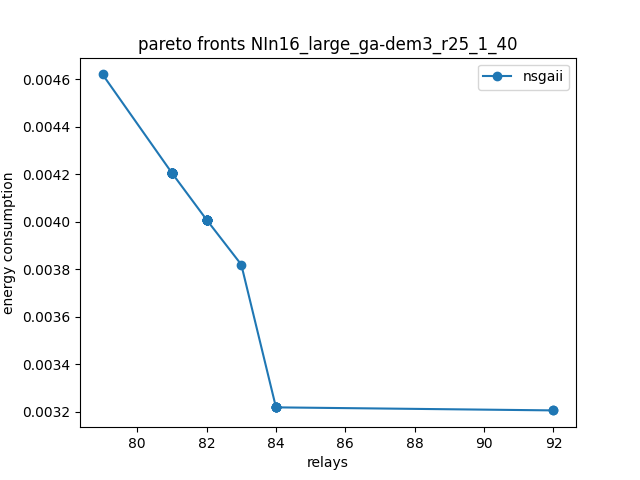 pareto fronts NIn16_large_ga-dem3_r25_1_40
nsgaii
0.0046
0.0044
0.0042
0.0040
0.0038
0.0036
0.0034
0.0032
energy consumption
80 82 84 86 88 90 92
relays